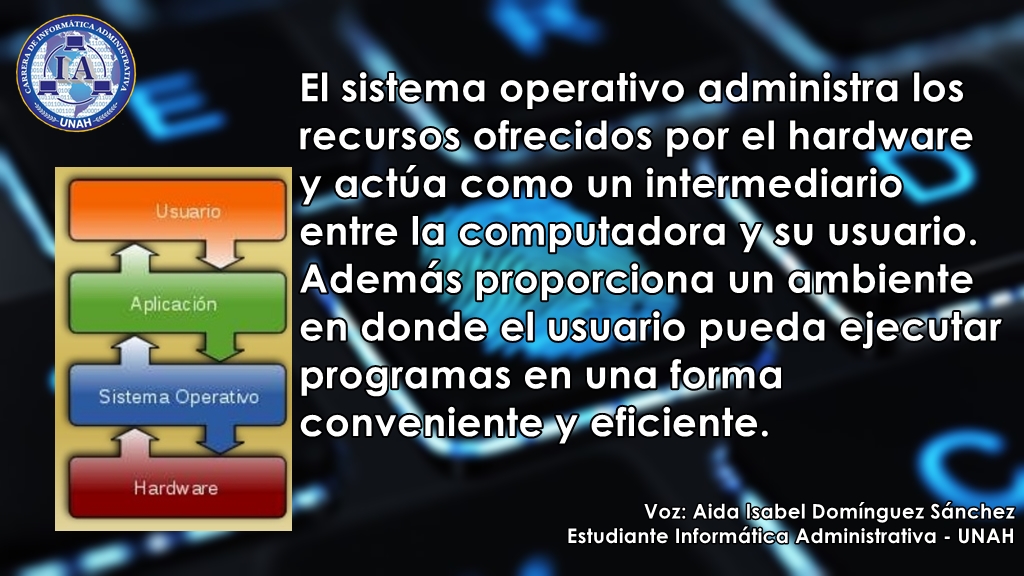 CARRERA DE INFORMÁTICA ADMINISTRATIVA
IA
UNAH
E
El sistema operativo administra los
recursos ofrecidos por el hardware
y actúa como un intermediario
entre la computadora y su usuario.
Además proporciona un ambiente
en donde el usuario pueda ejecutar
programas en una forma
conveniente y eficiente.
Usuario
Aplicación
Sistema Operativo
Hardware
D
C
Voz: Aida Isabel Domínguez Sánchez
Estudiante Informática Administrativa - UNAH